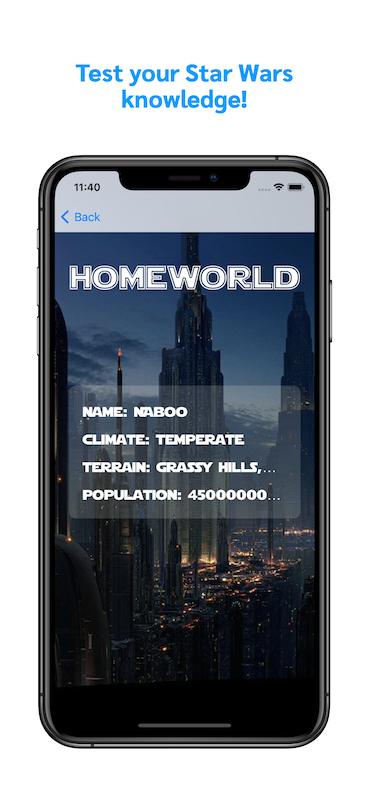 Test your Star Wars
knowledge!
11:40
Back
HOMEWORLD
NAME: NABOO
CLIMATE: TEMPERATE
TERRAIN: GRASSY HILLS,...
POPULATION: 45000000...